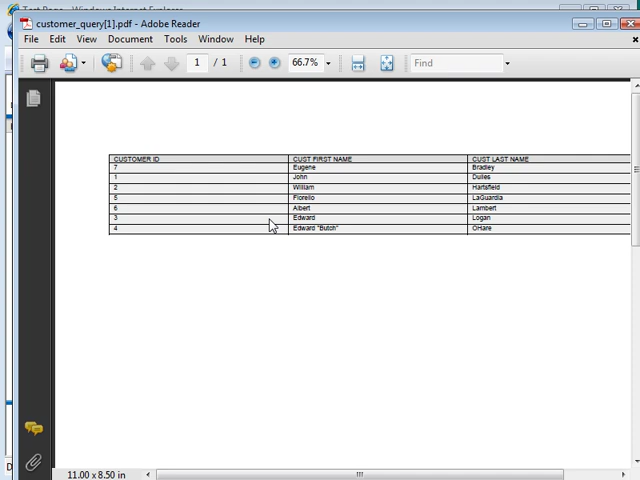 Test Page - Windows Internet Explorer
customer_query[1].pdf - Adobe Reader
File Edit View Document Tools Window Help
1 / 1 66.7% Find
CUSTOMER ID CUST FIRST NAME CUST LAST NAME
7 Eugene Bradley
1 John Dulles
2 William Hartsfield
5 Fiorello LaGuardia
6 Albert Lambert
3 Edward Logan
4 Edward "Butch" OHare
11.00 x 8.50 in